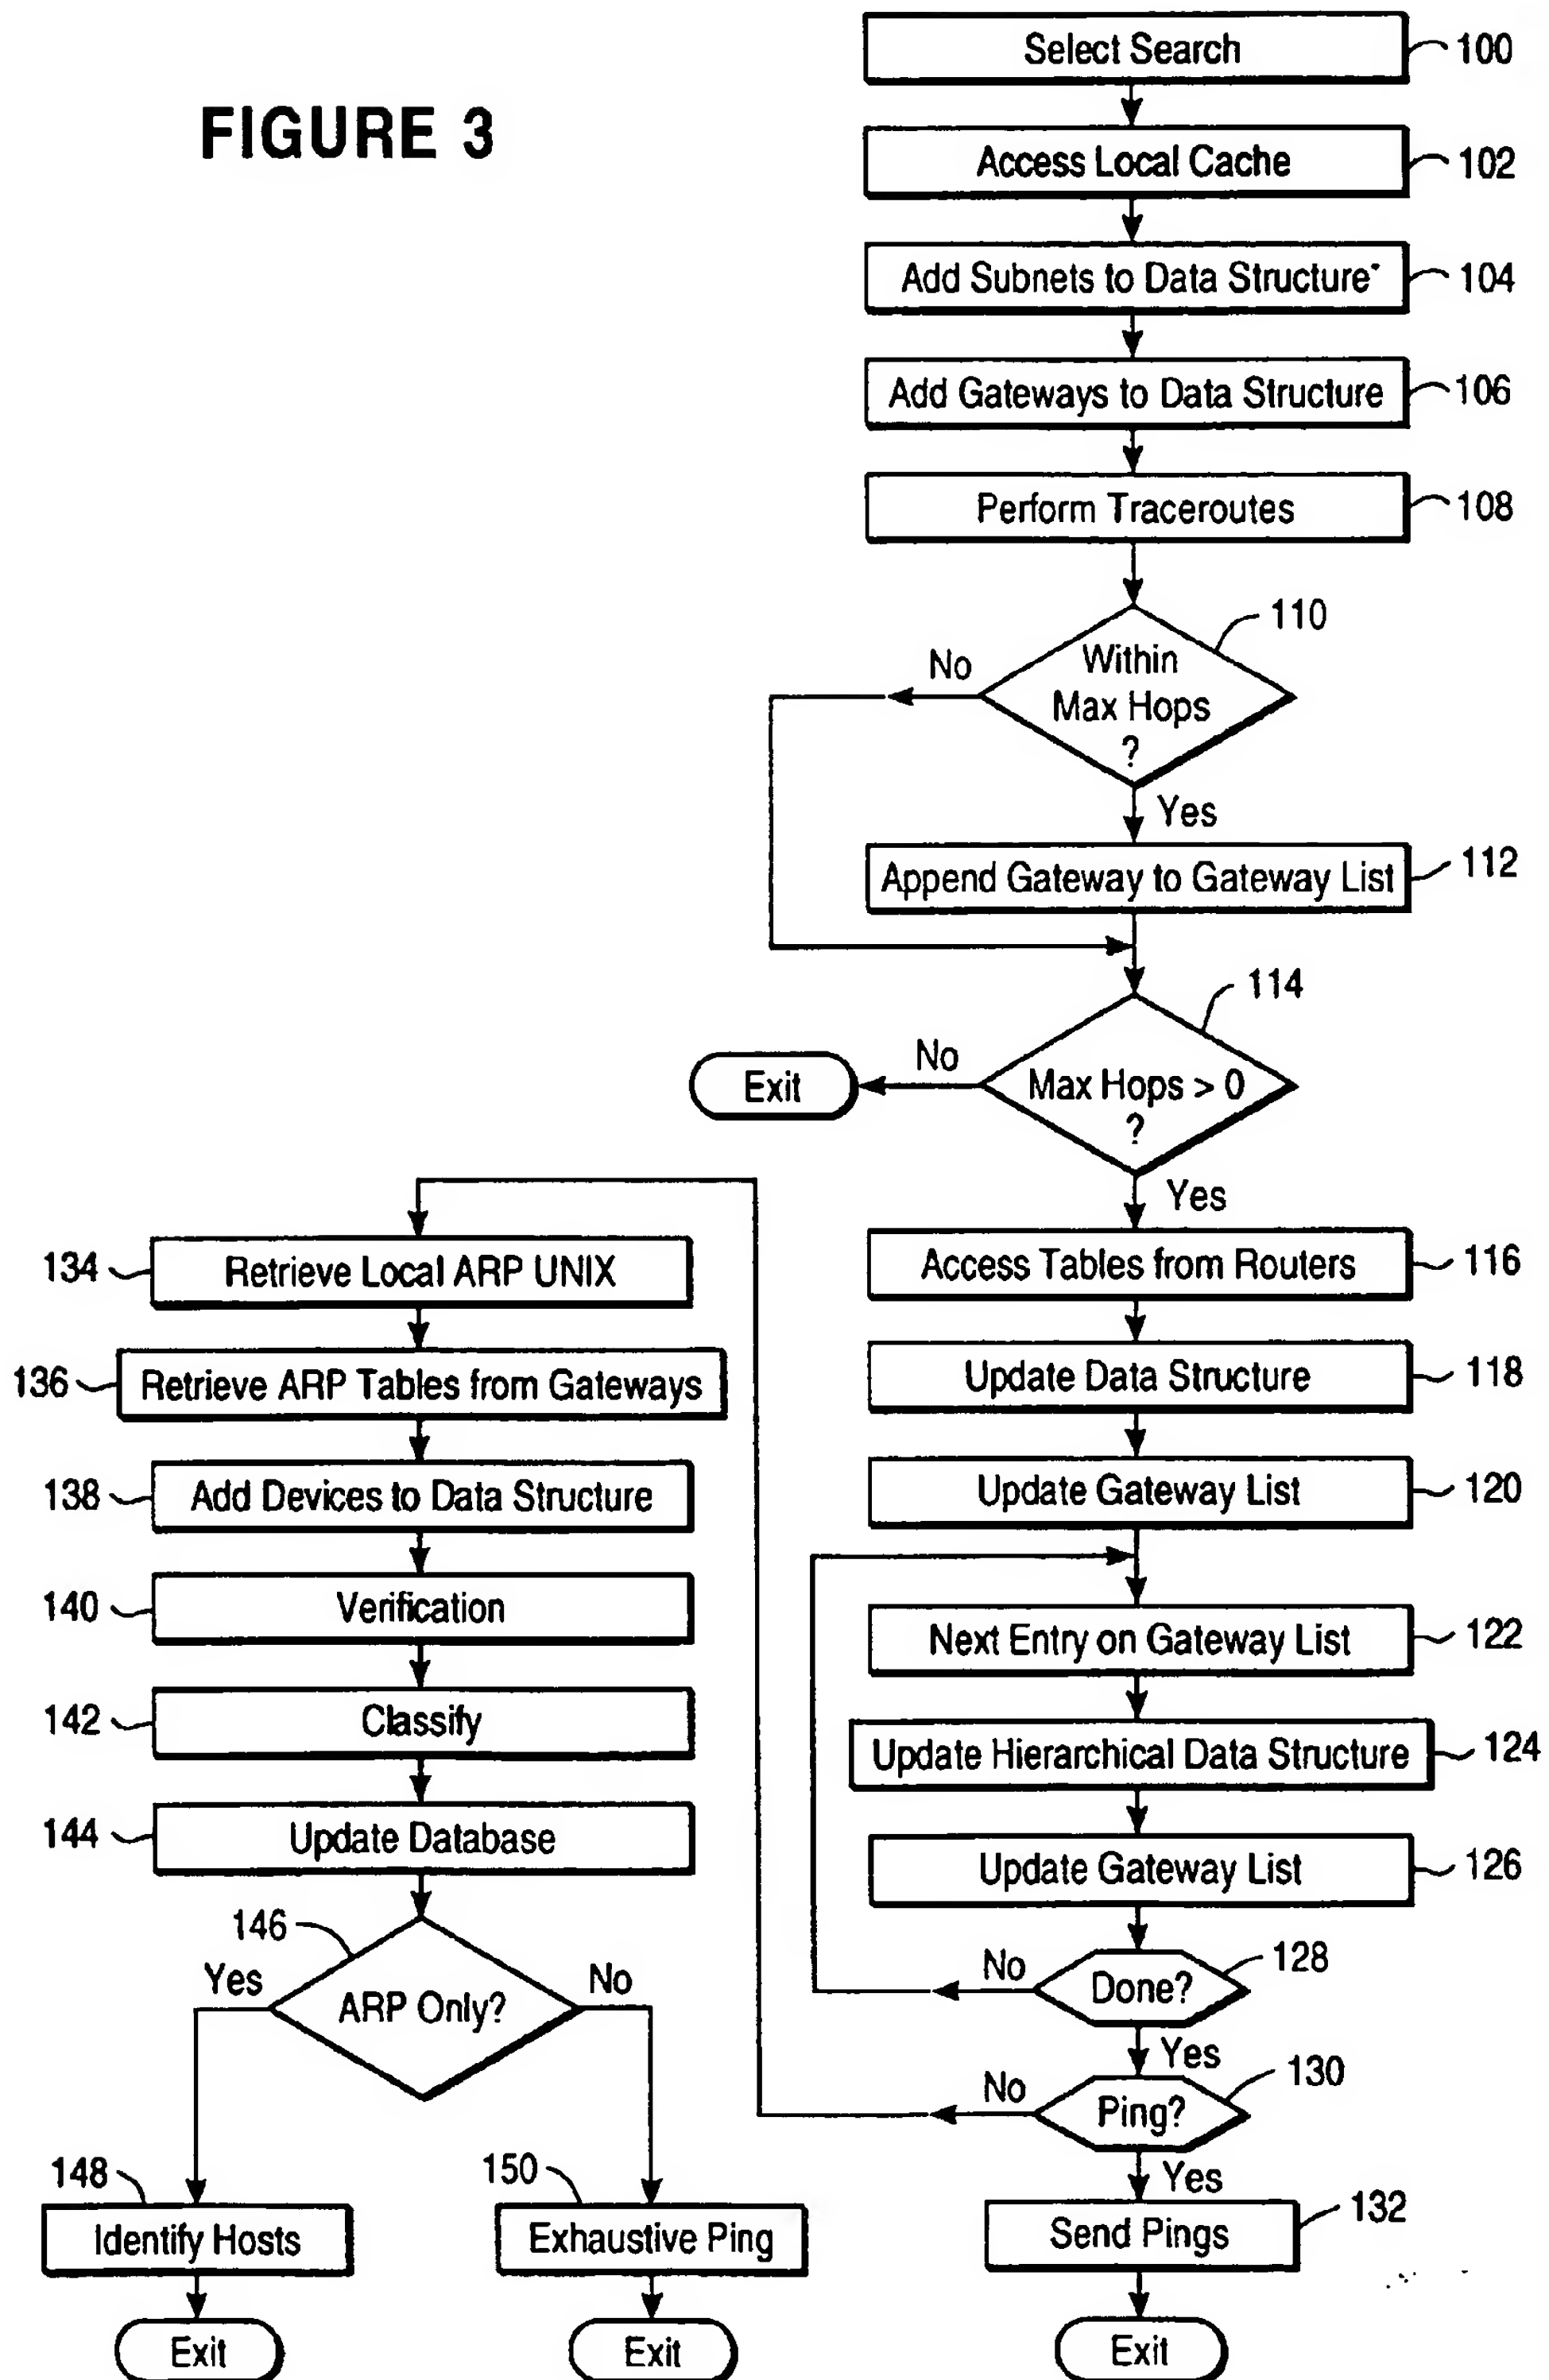 FIGURE 3
Select Search
100
Access Local Cache
102
Add Subnets to Data Structure
104
Add Gateways to Data Structure
106
Perform Traceroutes
108
110
Within
Max Hops
?
No
Yes
Append Gateway to Gateway List
112
114
Max Hops > 0
?
No
Exit
Yes
Access Tables from Routers
116
Update Data Structure
118
Update Gateway List
120
Next Entry on Gateway List
122
Update Hierarchical Data Structure
124
Update Gateway List
126
Done?
128
No
Yes
Ping?
130
No
Yes
Send Pings
132
Exit
134
Retrieve Local ARP UNIX
136
Retrieve ARP Tables from Gateways
138
Add Devices to Data Structure
140
Verification
142
Classify
144
Update Database
146
ARP Only?
Yes
No
148
Identify Hosts
Exit
150
Exhaustive Ping
Exit